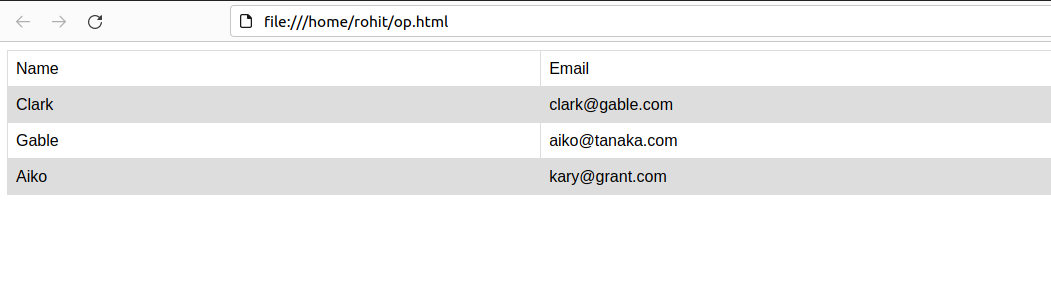 file:///home/rohit/op.html
Name Email
Clark clark@gable.com
Gable aiko@tanaka.com
Aiko kary@grant.com